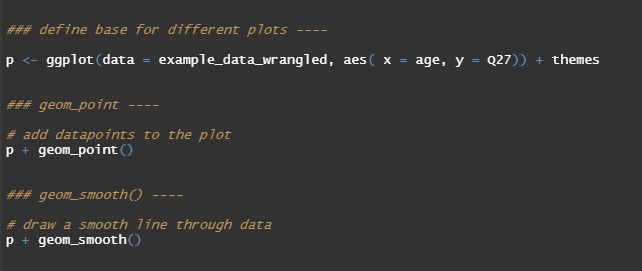 ### define base for different plots ----
p <- ggplot(data = example_data_wrangled, aes( x = age, y = Q27)) + themes
### geom_point ----
# add datapoints to the plot
p + geom_point()
### geom_smooth() ----
# draw a smooth line through data
p + geom_smooth()